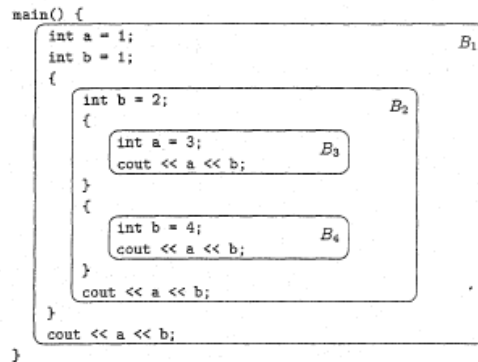 main() {
int a = 1; B₁
int b = 1;
{
int b = 2; B₂
{
int a = 3; B₃
cout << a << b;
}
{
int b = 4; B₄
cout << a << b;
}
cout << a << b;
}
cout << a << b;
}